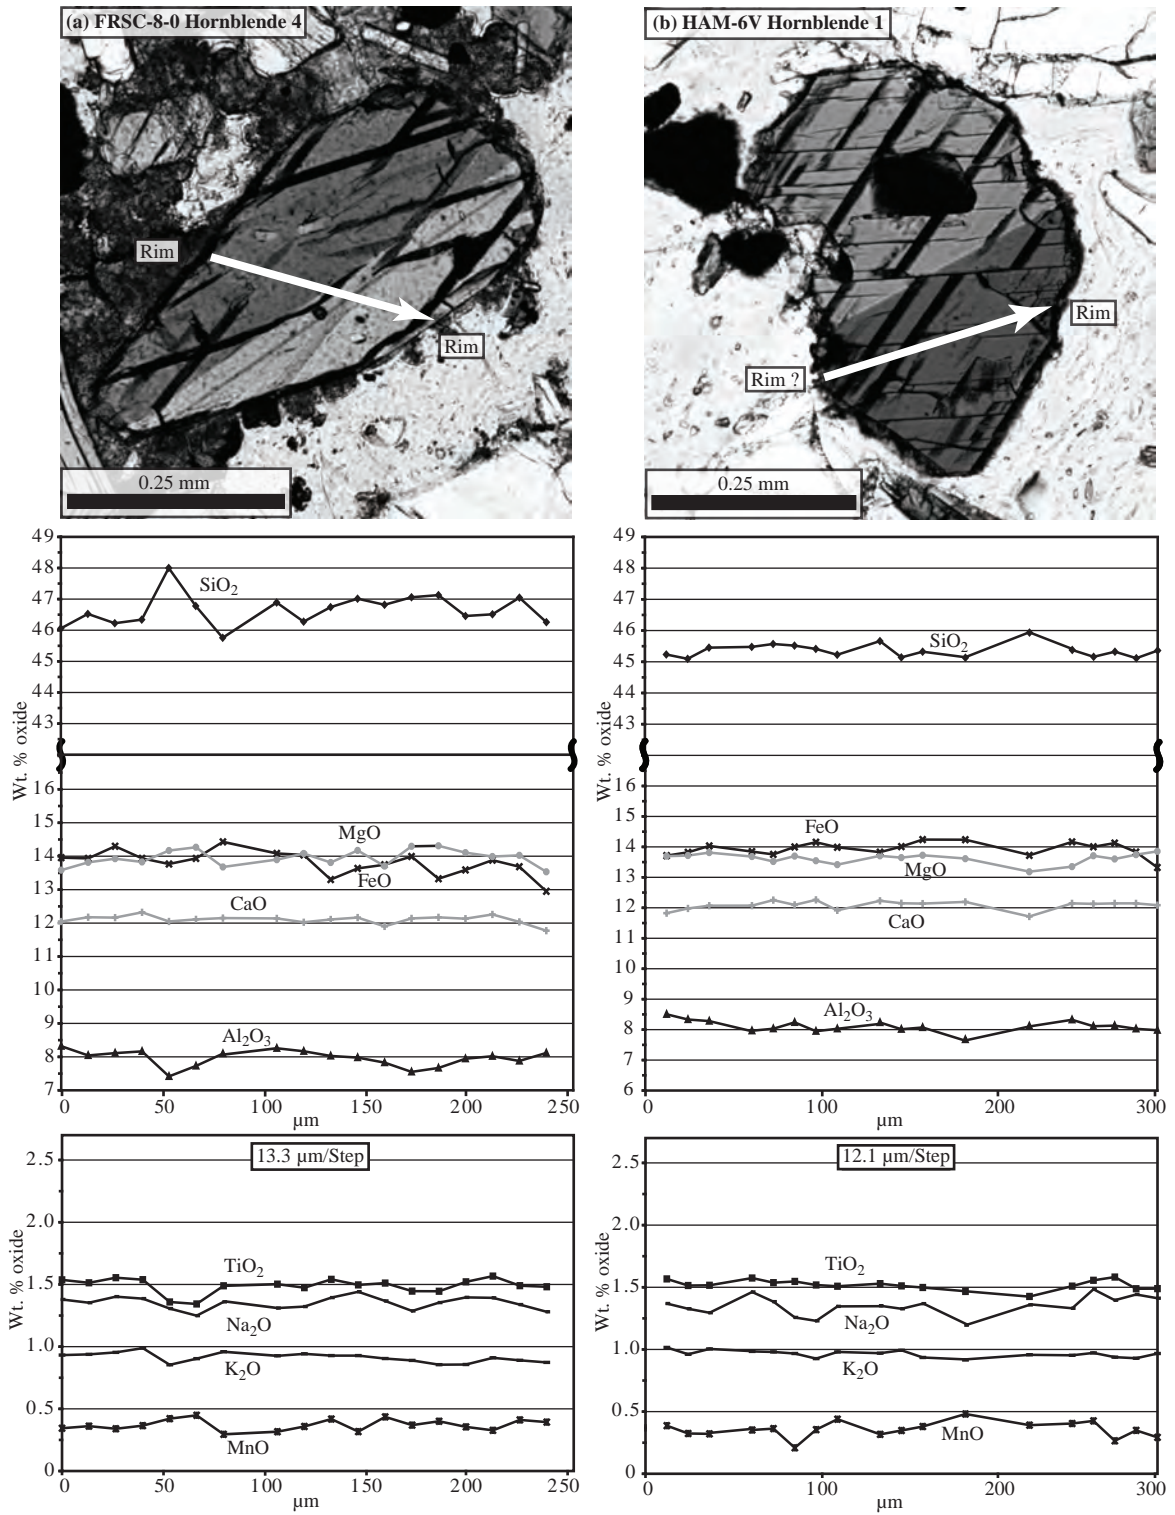 (a) FRSC-8-0 Hornblende 4
Rim
Rim
0.25 mm
(b) HAM-6V Hornblende 1
Rim
Rim ?
0.25 mm
Wt. % oxide
49
48
47
46
45
44
43
16
15
14
13
12
11
10
9
8
7
SiO₂
MgO
FeO
CaO
Al₂O₃
0
50
100
150
200
250
µm
Wt. % oxide
49
48
47
46
45
44
43
16
15
14
13
12
11
10
9
8
7
6
SiO₂
FeO
MgO
CaO
Al₂O₃
0
100
200
300
µm
Wt. % oxide
2.5
2.0
1.5
1.0
0.5
0
13.3 µm/Step
TiO₂
Na₂O
K₂O
MnO
0
50
100
150
200
250
µm
Wt. % oxide
2.5
2.0
1.5
1.0
0.5
0
12.1 µm/Step
TiO₂
Na₂O
K₂O
MnO
0
100
200
300
µm